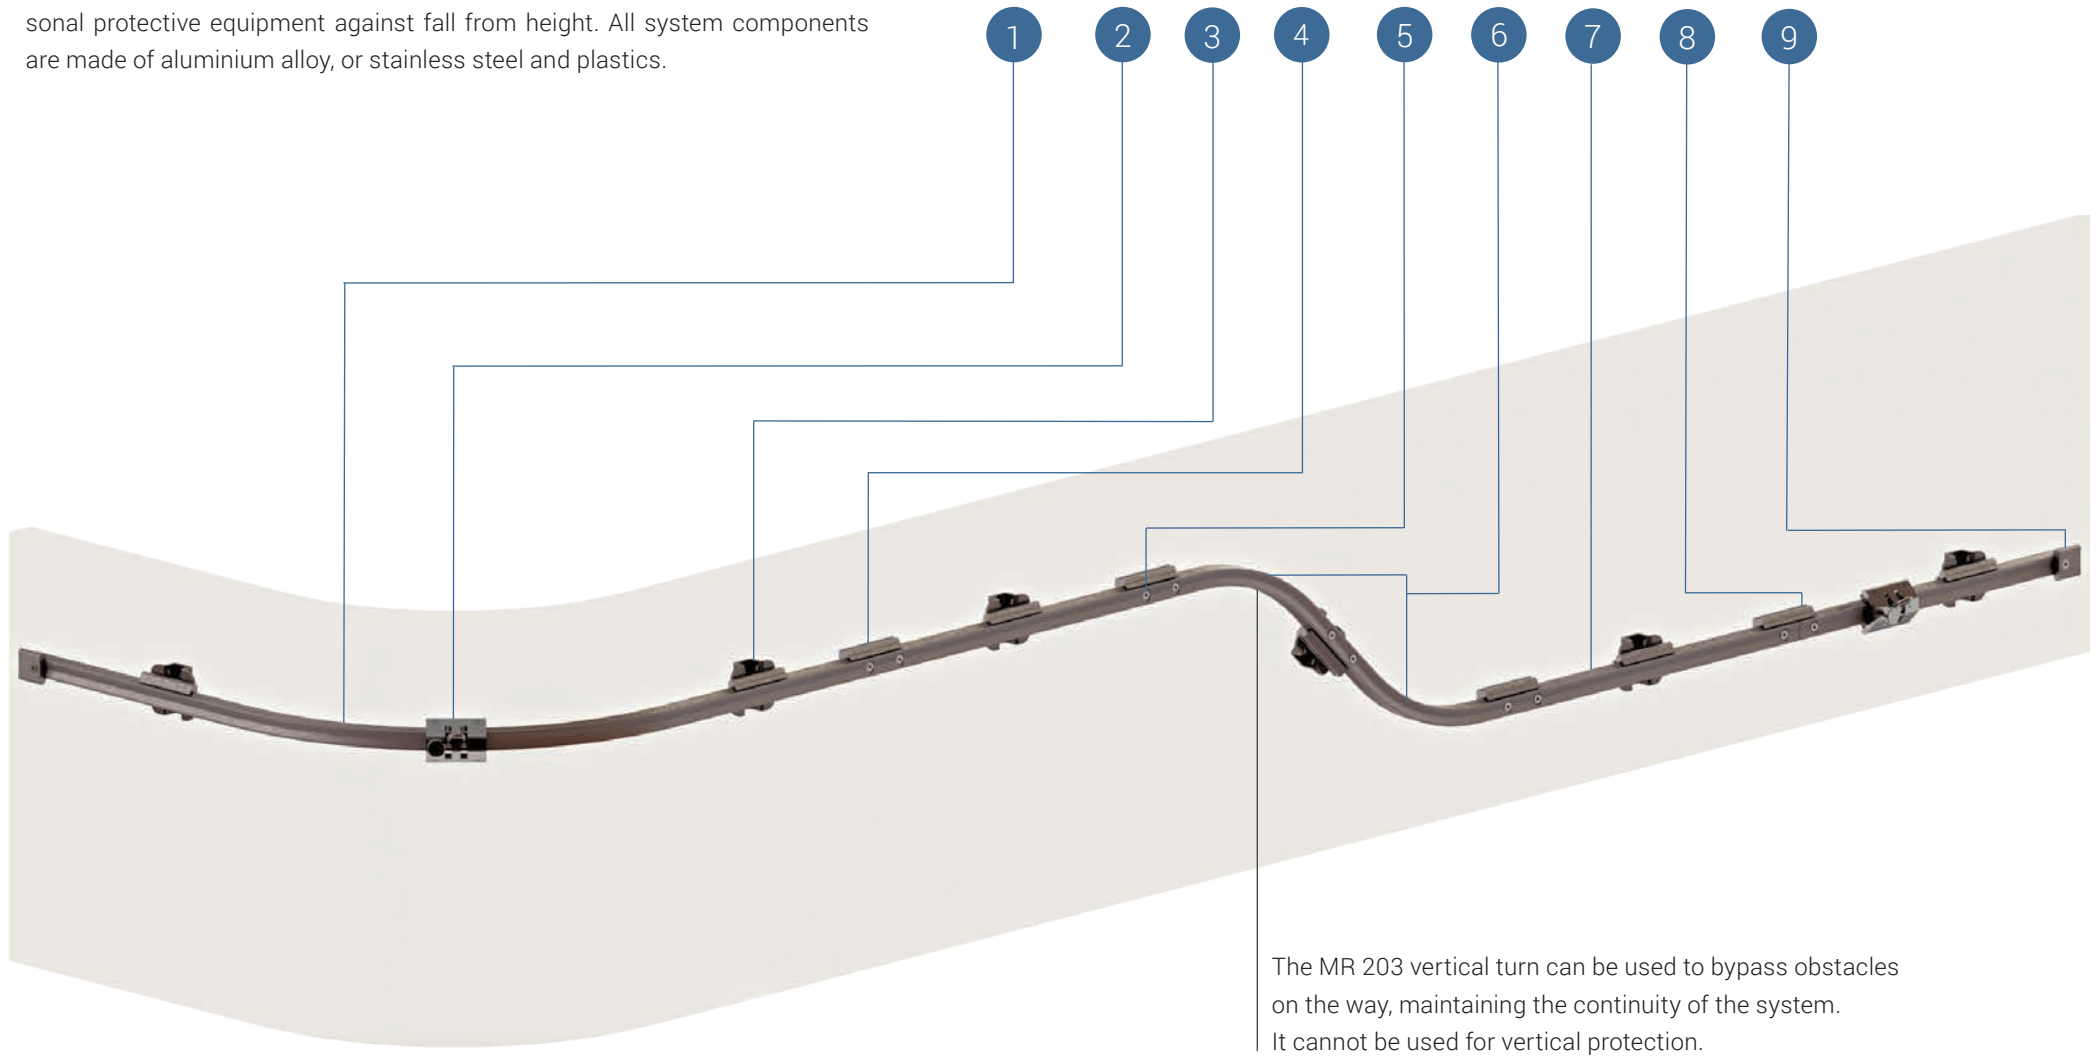 sonal protective equipment against fall from height. All system components
are made of aluminium alloy, or stainless steel and plastics.
1 2 3 4 5 6 7 8 9
The MR 203 vertical turn can be used to bypass obstacles
on the way, maintaining the continuity of the system.
It cannot be used for vertical protection.